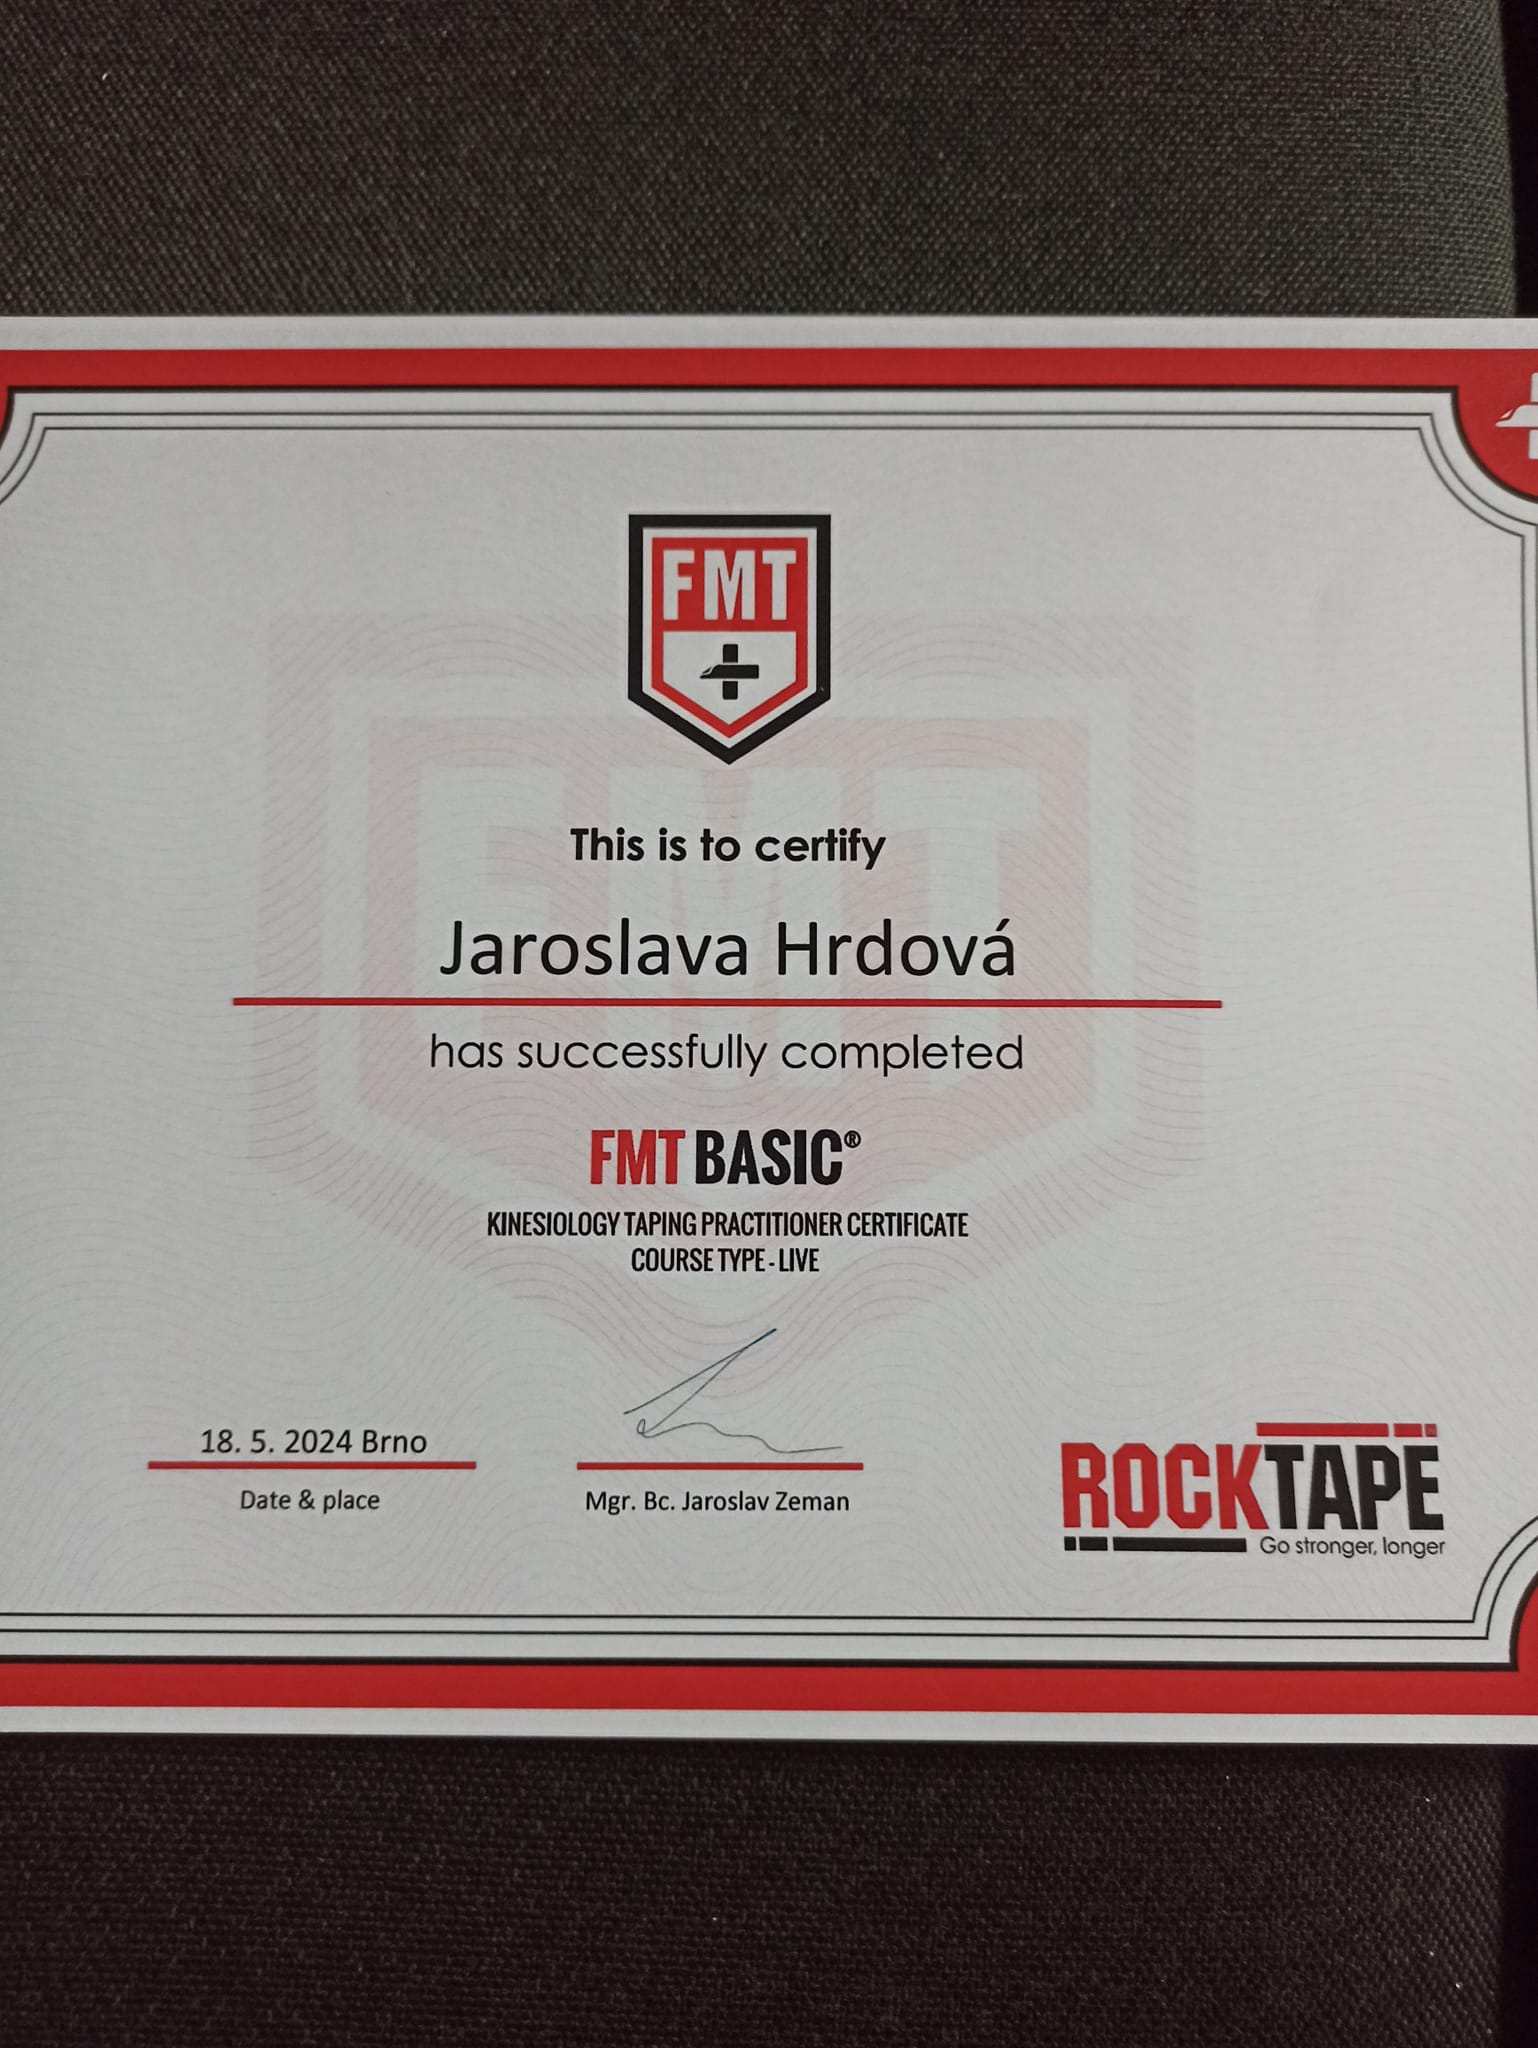 FMT
This is to certify
Jaroslava Hrdová
has successfully completed
FMT BASIC®
KINESIOLOGY TAPING PRACTITIONER CERTIFICATE
COURSE TYPE - LIVE
18. 5. 2024 Brno
Date & place
Mgr. Bc. Jaroslav Zeman
ROCKTAPE
Go stronger, longer